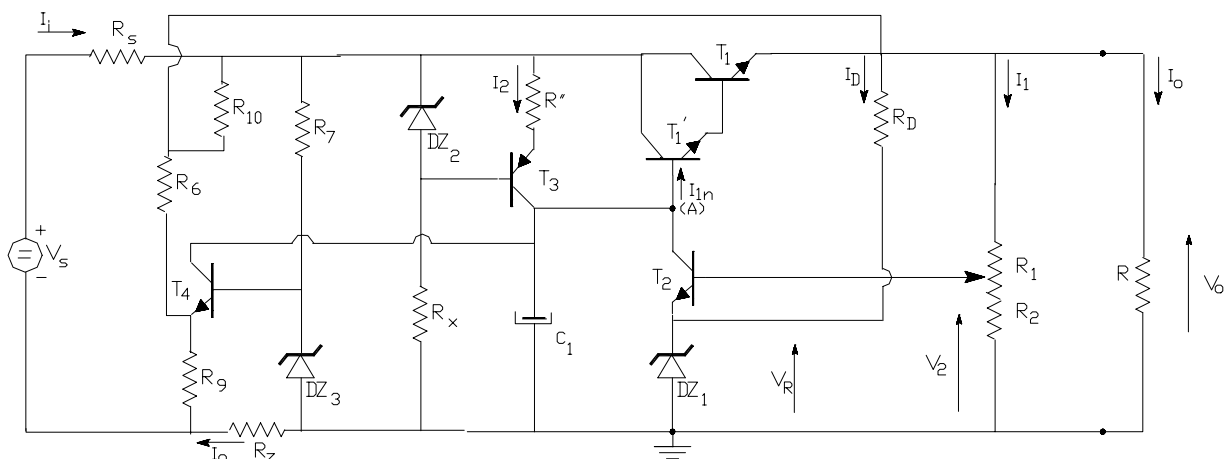 Ii
Rs
R10
R7
DZ2
I2
R″
T3
T1
T1′
I1n
(A)
ID
RD
I1
Io
R6
+
Vs
-
T4
R9
DZ3
Rx
C1
T2
DZ1
VR
V2
R1
R2
R
Vo
Io
Rz